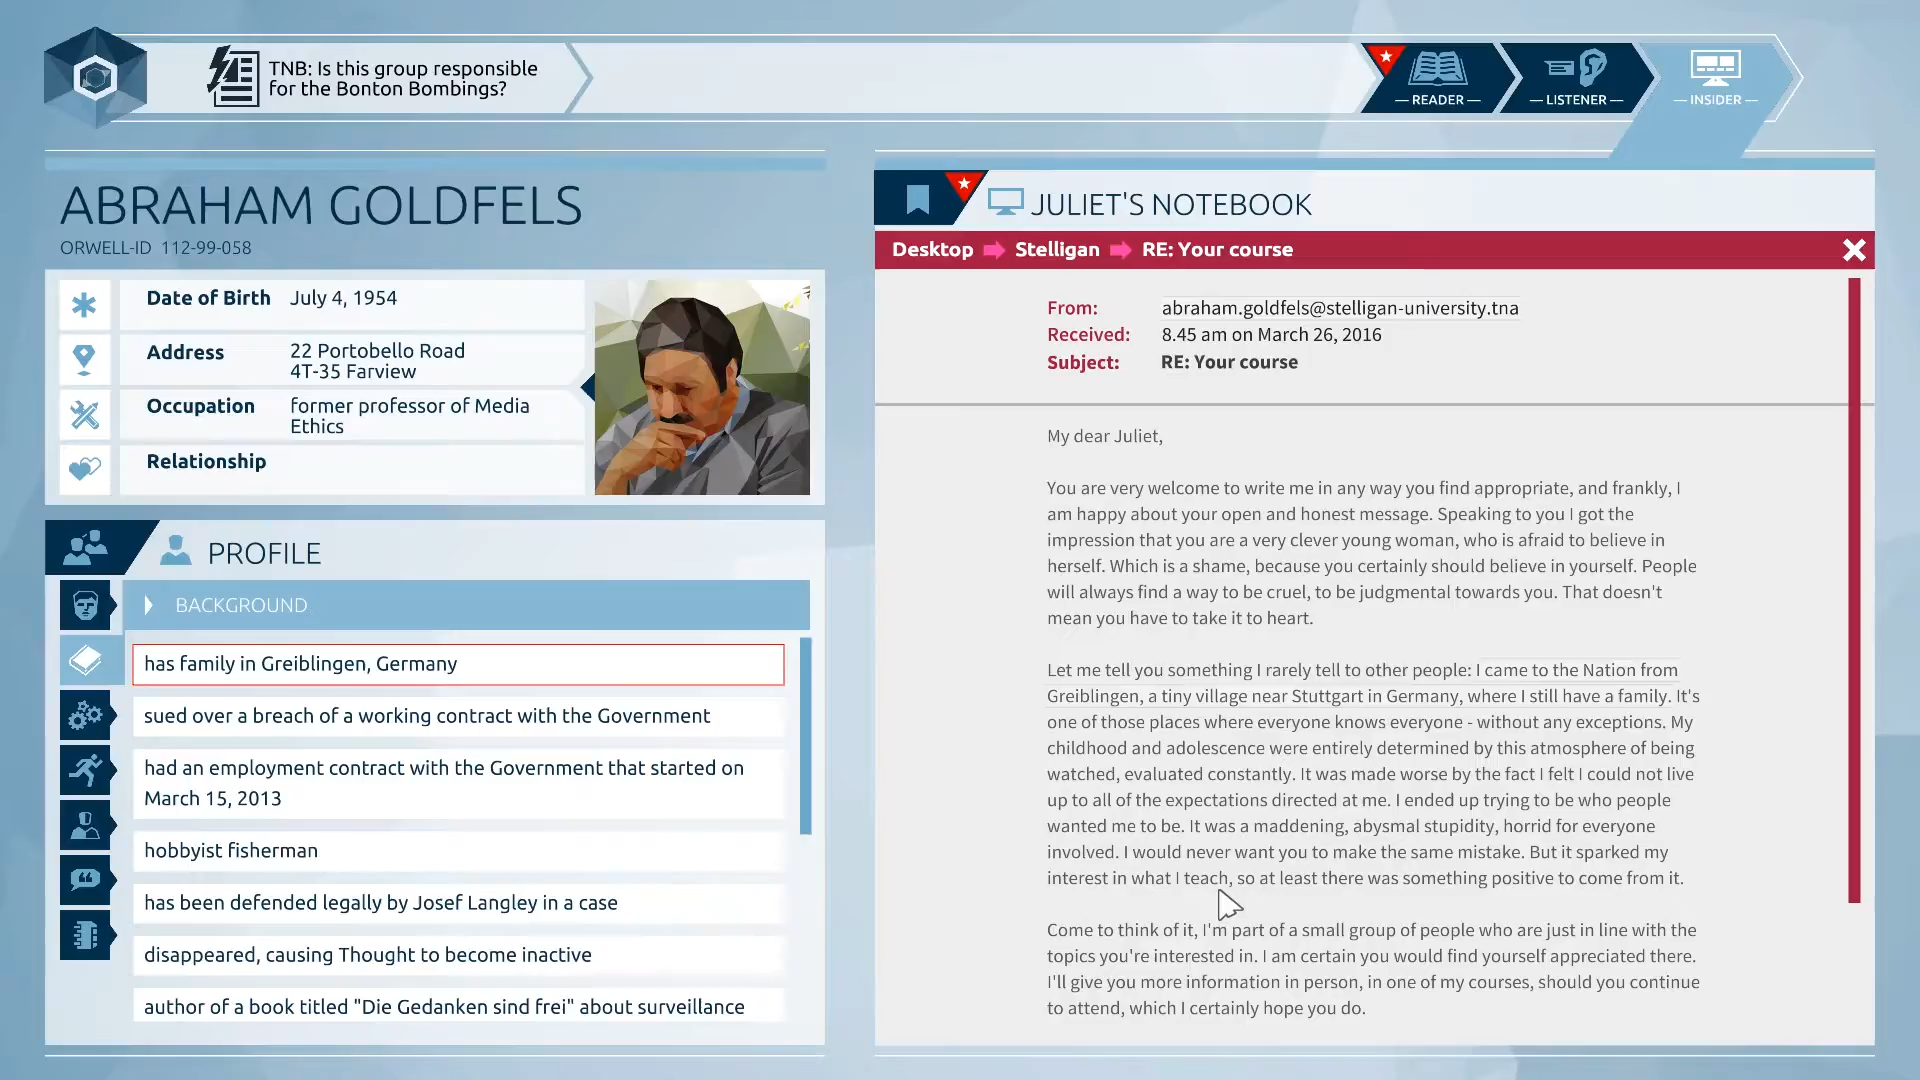 TNB: Is this group responsible
for the Bonton Bombings?
READER
LISTENER
INSIDER
ABRAHAM GOLDFELS
ORWELL-ID 112-99-058
Date of Birth July 4, 1954
Address 22 Portobello Road
4T-35 Farview
Occupation former professor of Media
Ethics
Relationship
PROFILE
BACKGROUND
has family in Greiblingen, Germany
sued over a breach of a working contract with the Government
had an employment contract with the Government that started on
March 15, 2013
hobbyist fisherman
has been defended legally by Josef Langley in a case
disappeared, causing Thought to become inactive
author of a book titled "Die Gedanken sind frei" about surveillance
JULIET'S NOTEBOOK
Desktop Stelligan RE: Your course
From: abraham.goldfels@stelligan-university.tna
Received: 8.45 am on March 26, 2016
Subject: RE: Your course
My dear Juliet,
You are very welcome to write me in any way you find appropriate, and frankly, I
am happy about your open and honest message. Speaking to you I got the
impression that you are a very clever young woman, who is afraid to believe in
herself. Which is a shame, because you certainly should believe in yourself. People
will always find a way to be cruel, to be judgmental towards you. That doesn't
mean you have to take it to heart.
Let me tell you something I rarely tell to other people: I came to the Nation from
Greiblingen, a tiny village near Stuttgart in Germany, where I still have a family. It's
one of those places where everyone knows everyone - without any exceptions. My
childhood and adolescence were entirely determined by this atmosphere of being
watched, evaluated constantly. It was made worse by the fact I felt I could not live
up to all of the expectations directed at me. I ended up trying to be who people
wanted me to be. It was a maddening, abysmal stupidity, horrid for everyone
involved. I would never want you to make the same mistake. But it sparked my
interest in what I teach, so at least there was something positive to come from it.
Come to think of it, I'm part of a small group of people who are just in line with the
topics you're interested in. I am certain you would find yourself appreciated there.
I'll give you more information in person, in one of my courses, should you continue
to attend, which I certainly hope you do.